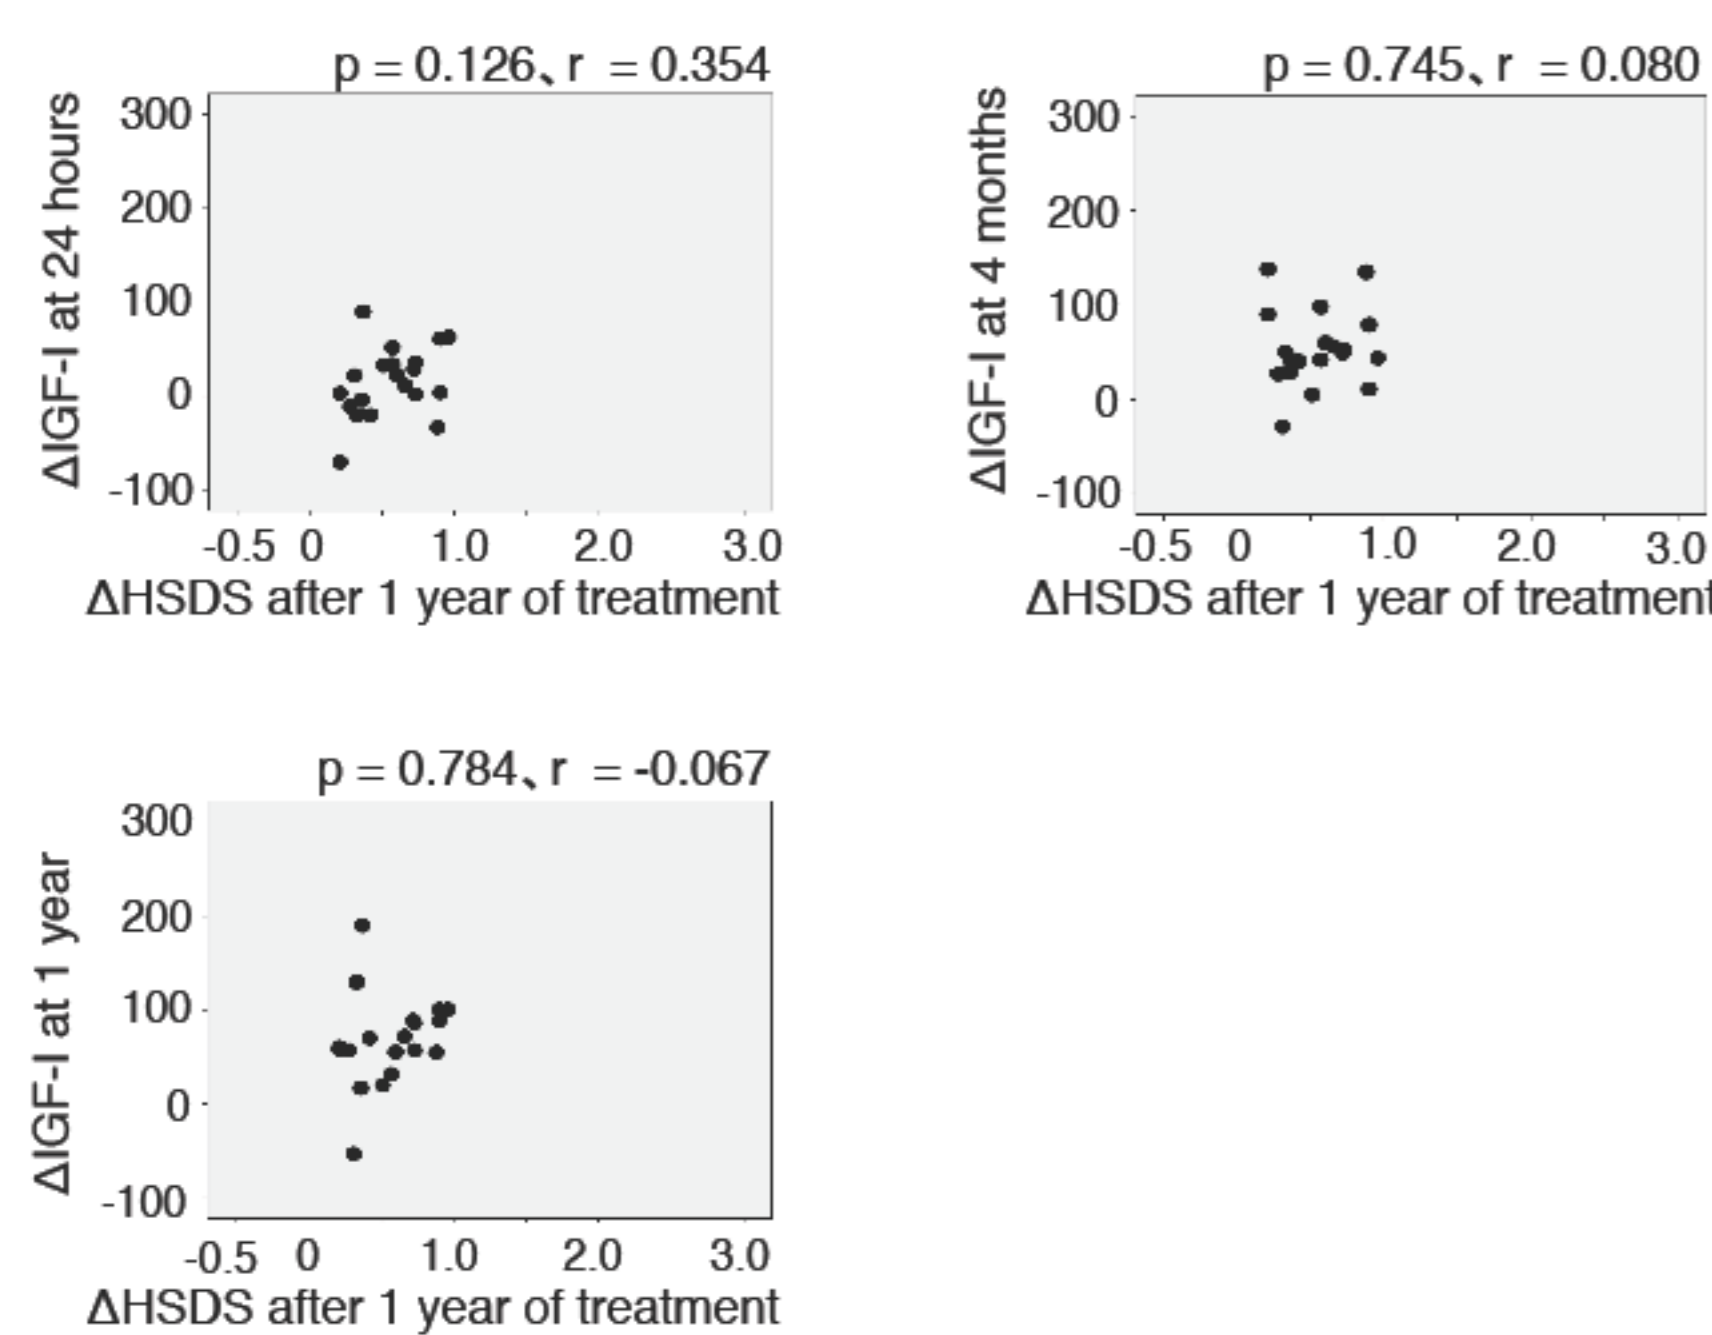 p = 0.126、r = 0.354
ΔIGF-I at 24 hours
300
200
100
0
-100
-0.5 0 1.0 2.0 3.0
ΔHSDS after 1 year of treatment
p = 0.745、r = 0.080
ΔIGF-I at 4 months
300
200
100
0
-100
-0.5 0 1.0 2.0 3.0
ΔHSDS after 1 year of treatment
p = 0.784、r = -0.067
ΔIGF-I at 1 year
300
200
100
0
-100
-0.5 0 1.0 2.0 3.0
ΔHSDS after 1 year of treatment